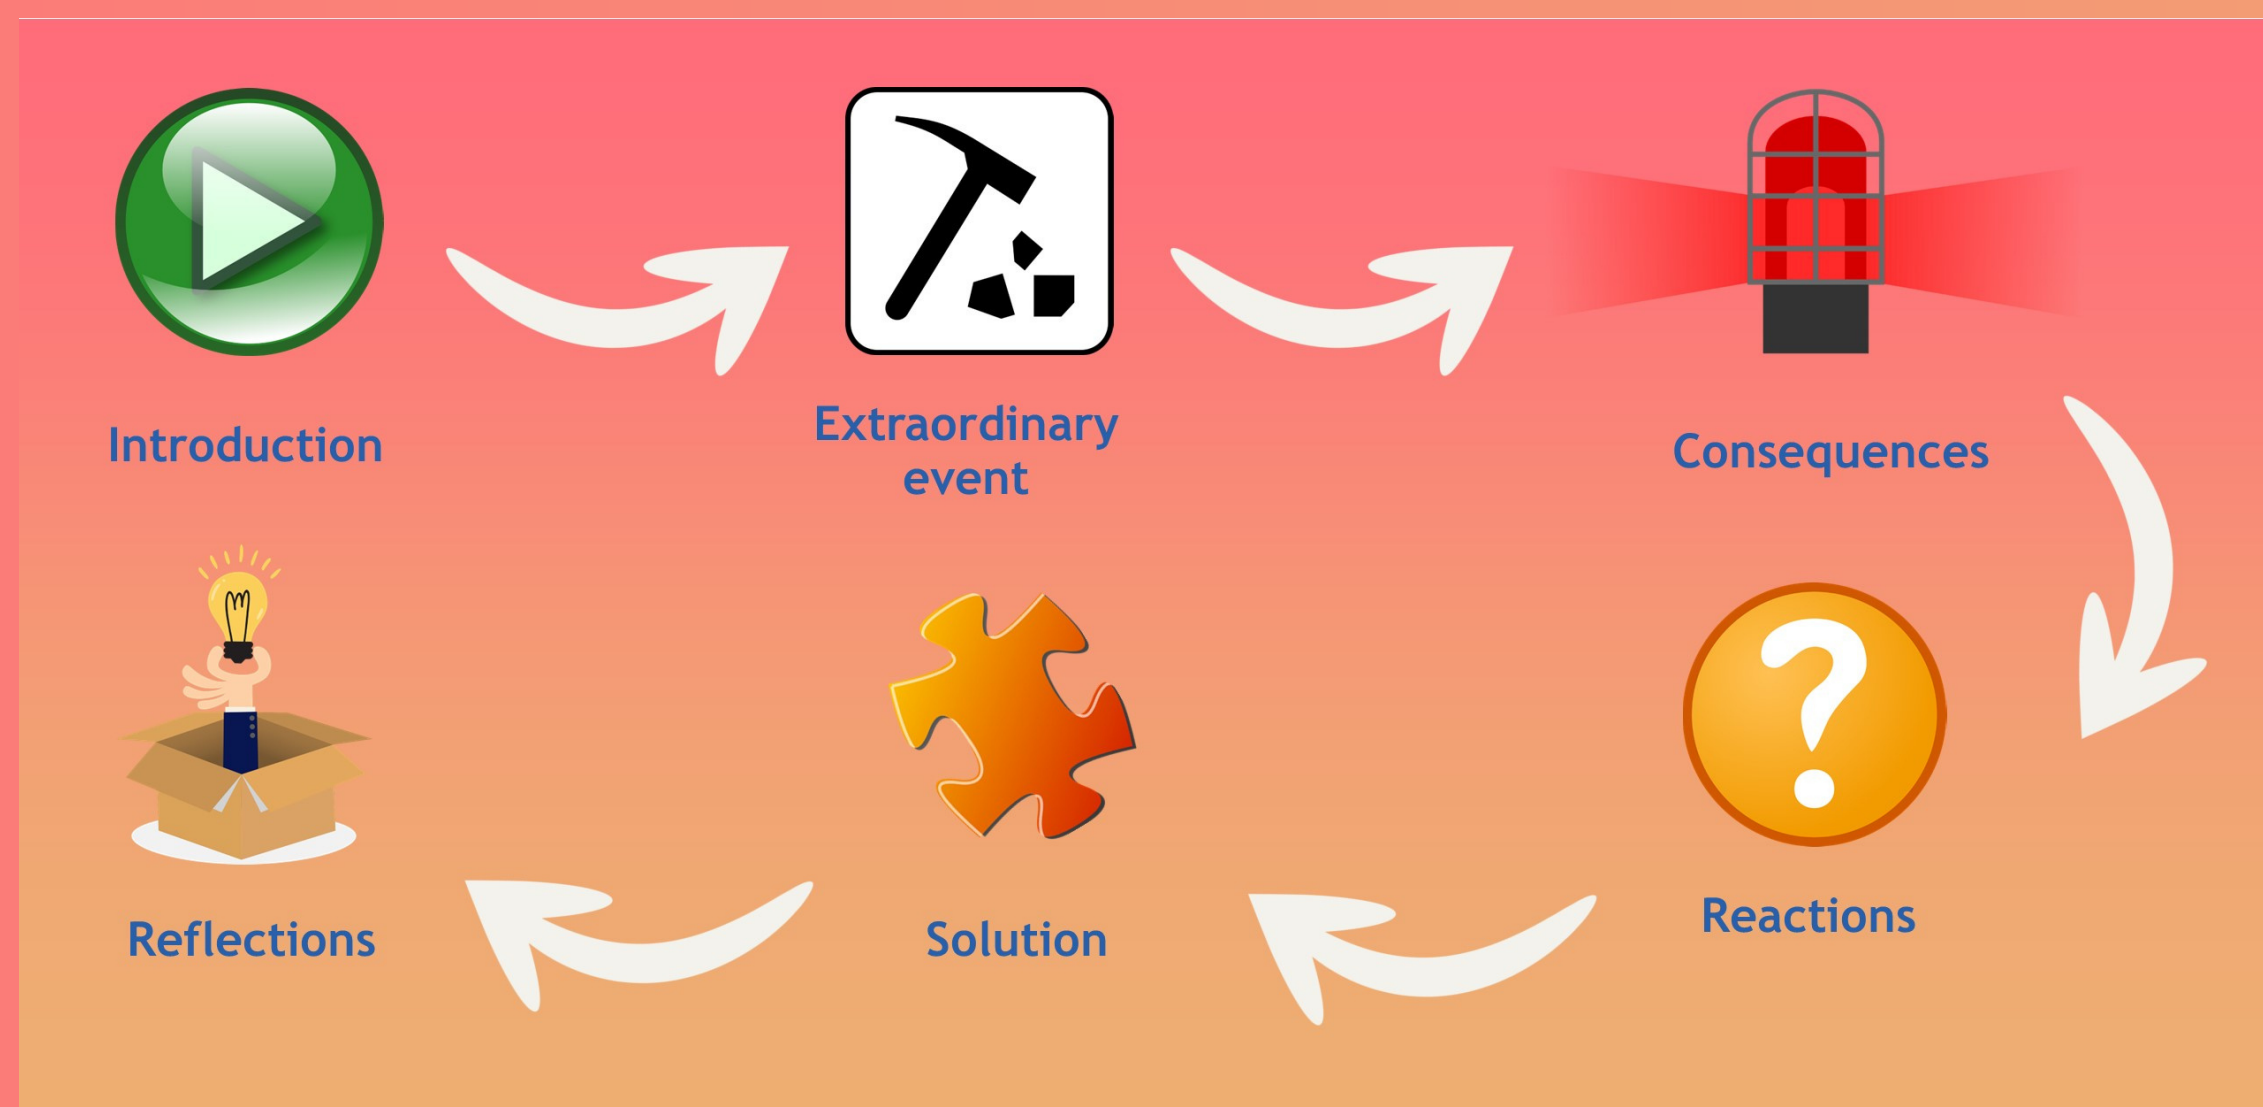 Introduction
Extraordinary
event
Consequences
Reactions
Solution
Reflections